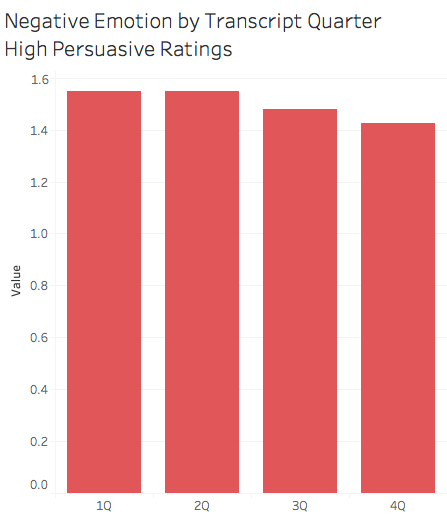 Negative Emotion by Transcript Quarter
High Persuasive Ratings
1.6
1.4
1.2
1.0
Value
0.8
0.6
0.4
0.2
0.0
1Q 2Q 3Q 4Q